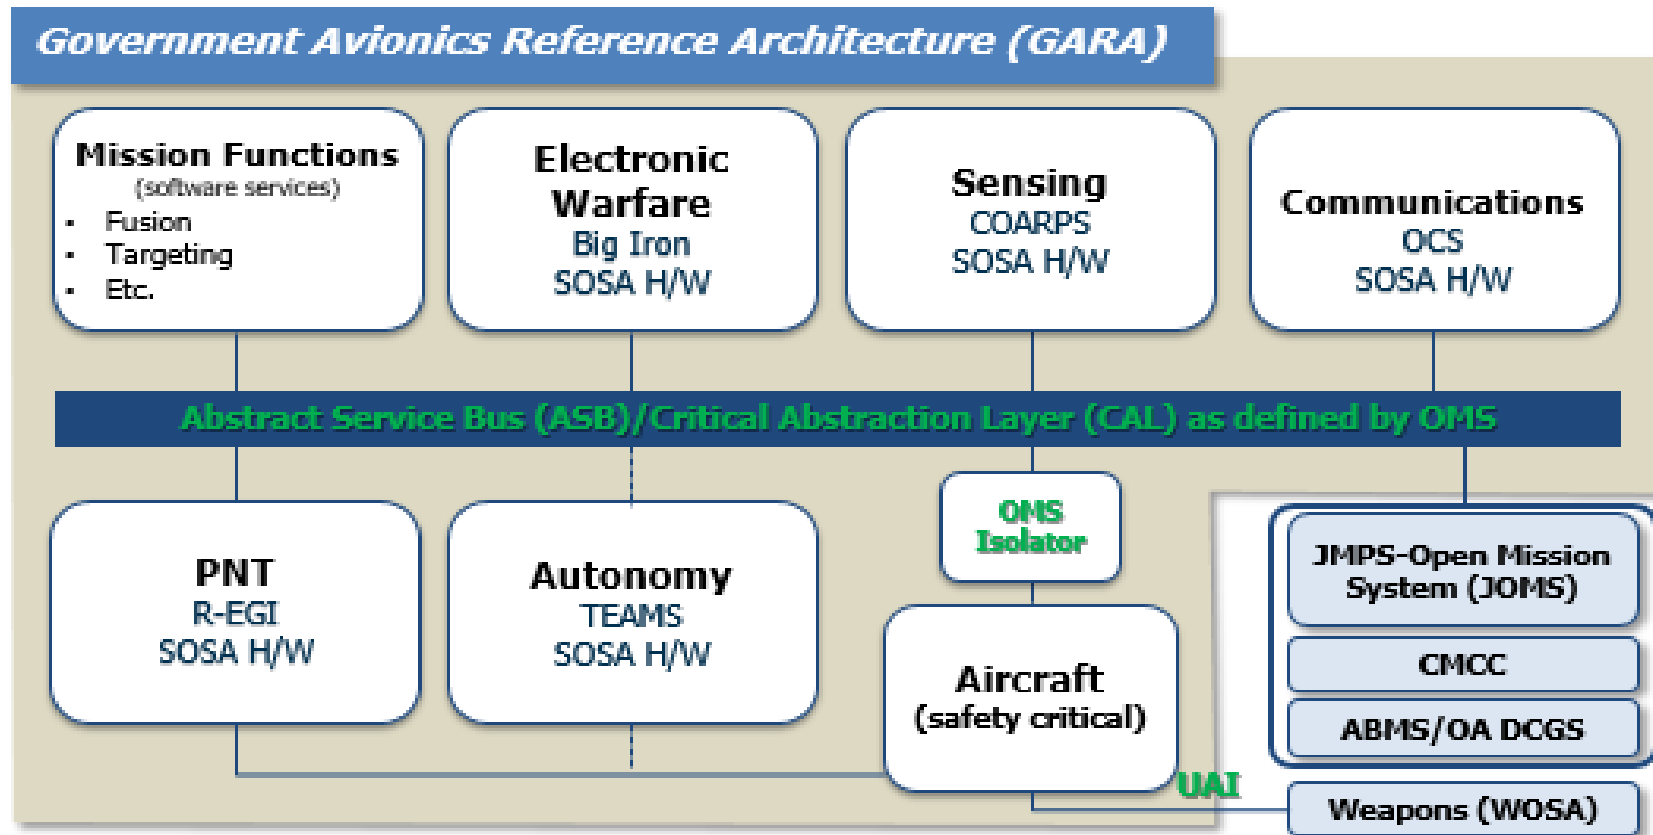 Government Avionics Reference Architecture (GARA)
Mission Functions
(software services)
• Fusion
• Targeting
• Etc.
Electronic
Warfare
Big Iron
SOSA H/W
Sensing
COARPS
SOSA H/W
Communications
OCS
SOSA H/W
Abstract Service Bus (ASB)/Critical Abstraction Layer (CAL) as defined by OMS
PNT
R-EGI
SOSA H/W
Autonomy
TEAMS
SOSA H/W
OMS
Isolator
Aircraft
(safety critical)
UAI
JMPS-Open Mission
System (JOMS)
CMCC
ABMS/OA DCGS
Weapons (WOSA)